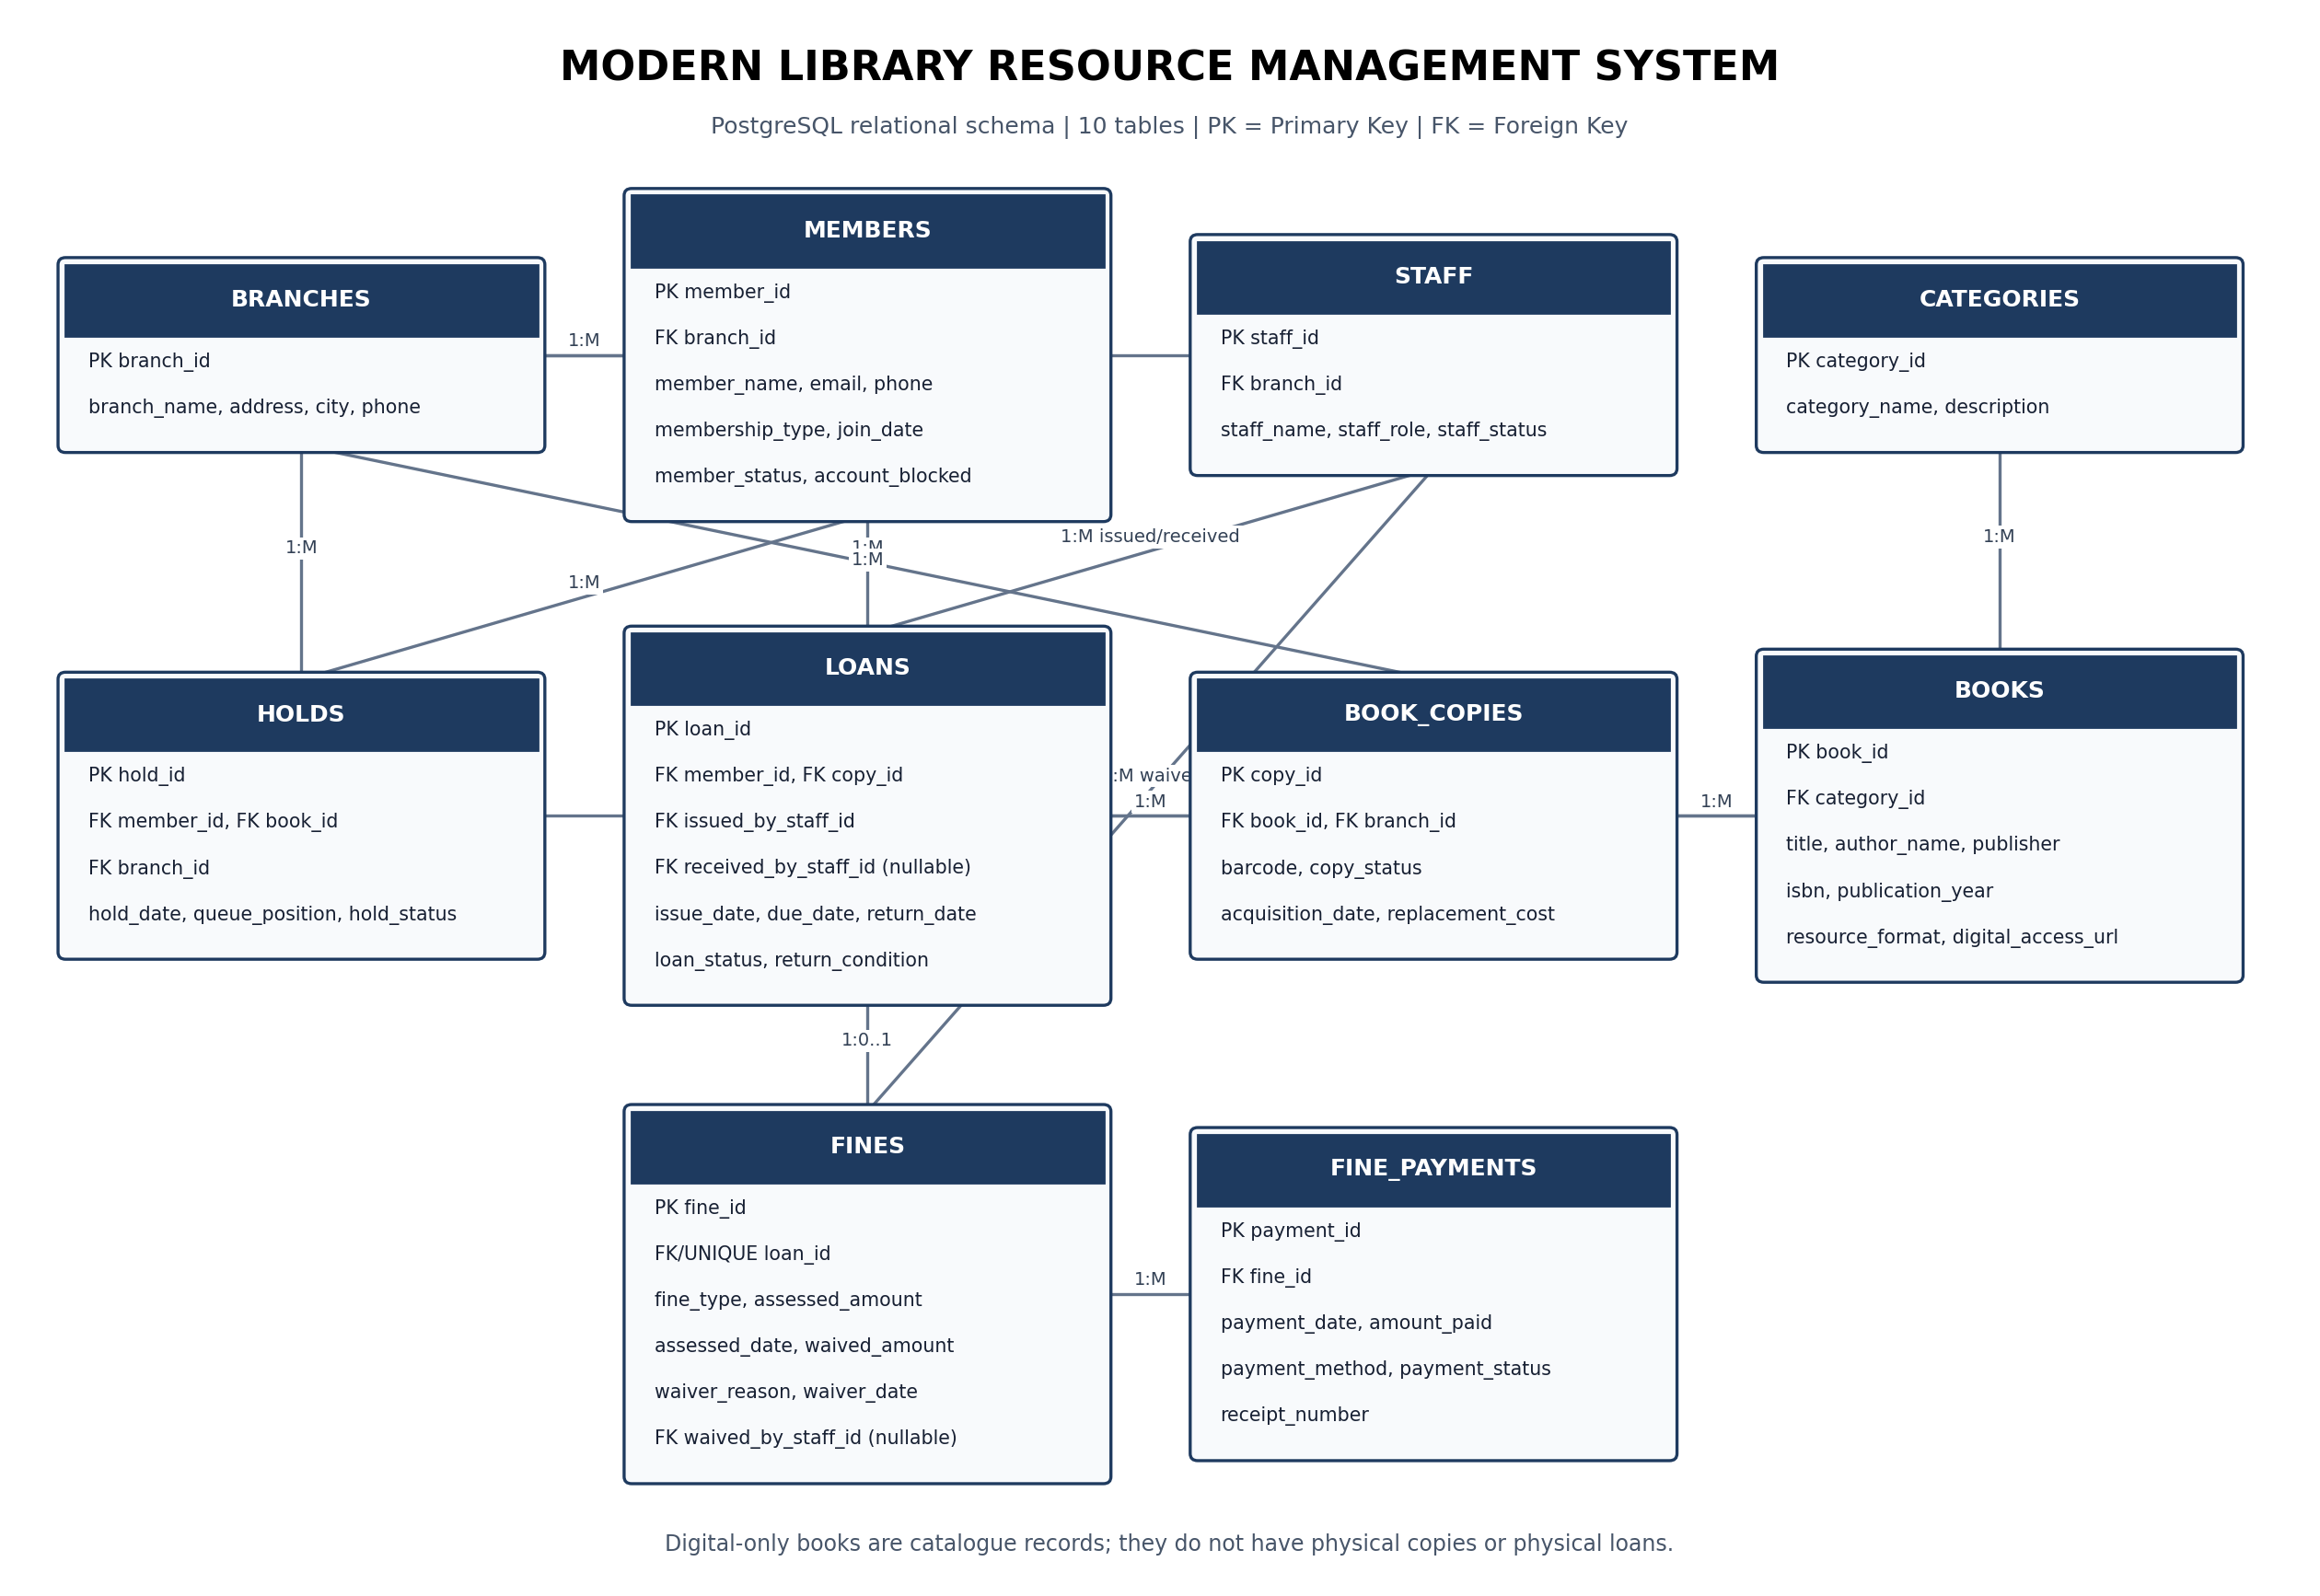 MODERN LIBRARY RESOURCE MANAGEMENT SYSTEM
PostgreSQL relational schema | 10 tables | PK = Primary Key | FK = Foreign Key
BRANCHES
PK branch_id
branch_name, address, city, phone
1:M
MEMBERS
PK member_id
FK branch_id
member_name, email, phone
membership_type, join_date
member_status, account_blocked
STAFF
PK staff_id
FK branch_id
staff_name, staff_role, staff_status
CATEGORIES
PK category_id
category_name, description
1:M
1:M
1:M
1:M
1:M issued/received
1:M
HOLDS
PK hold_id
FK member_id, FK book_id
FK branch_id
hold_date, queue_position, hold_status
LOANS
PK loan_id
FK member_id, FK copy_id
FK issued_by_staff_id
FK received_by_staff_id (nullable)
issue_date, due_date, return_date
loan_status, return_condition
:M waive
1:M
BOOK_COPIES
PK copy_id
FK book_id, FK branch_id
barcode, copy_status
acquisition_date, replacement_cost
1:M
BOOKS
PK book_id
FK category_id
title, author_name, publisher
isbn, publication_year
resource_format, digital_access_url
1:0..1
FINES
PK fine_id
FK/UNIQUE loan_id
fine_type, assessed_amount
assessed_date, waived_amount
waiver_reason, waiver_date
FK waived_by_staff_id (nullable)
1:M
FINE_PAYMENTS
PK payment_id
FK fine_id
payment_date, amount_paid
payment_method, payment_status
receipt_number
Digital-only books are catalogue records; they do not have physical copies or physical loans.